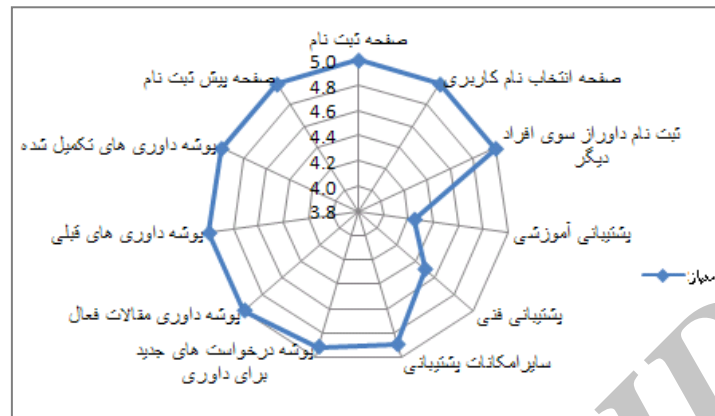 صفحه ثبت نام
صفحه انتخاب نام کاربری
ثبت نام داوراز سوی افراد
دیگر
پشتیبانی آموزشی
پشتیبانی فنی
سایرامکانات پشتیبانی
پوشه درخواست های جدید
برای داوری
پوشه داوری مقالات فعال
پوشه داوری های قبلی
پوشه داوری های تکمیل شده
صفحه پیش ثبت نام
5.0
4.8
4.6
4.4
4.2
4.0
3.8